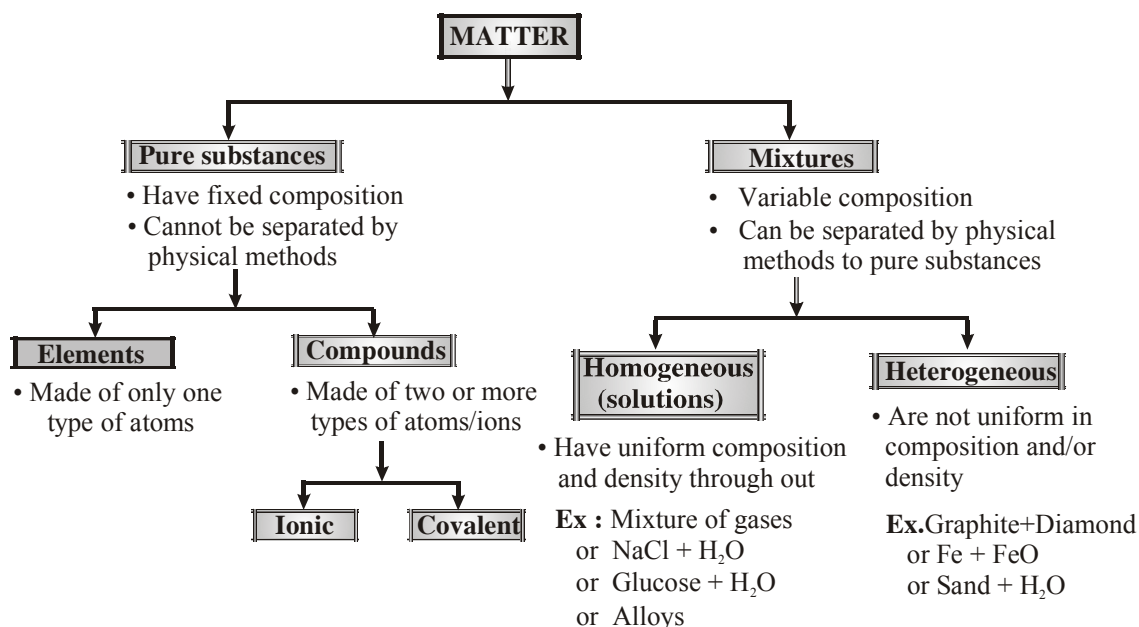 MATTER
Pure substances
• Have fixed composition
• Cannot be separated by
physical methods
Mixtures
• Variable composition
• Can be separated by physical
methods to pure substances
Elements
• Made of only one
type of atoms
Compounds
• Made of two or more
types of atoms/ions
Ionic
Covalent
Homogeneous
(solutions)
• Have uniform composition
and density through out
Ex : Mixture of gases
or NaCl + H₂O
or Glucose + H₂O
or Alloys
Heterogeneous
• Are not uniform in
composition and/or
density
Ex.Graphite+Diamond
or Fe + FeO
or Sand + H₂O